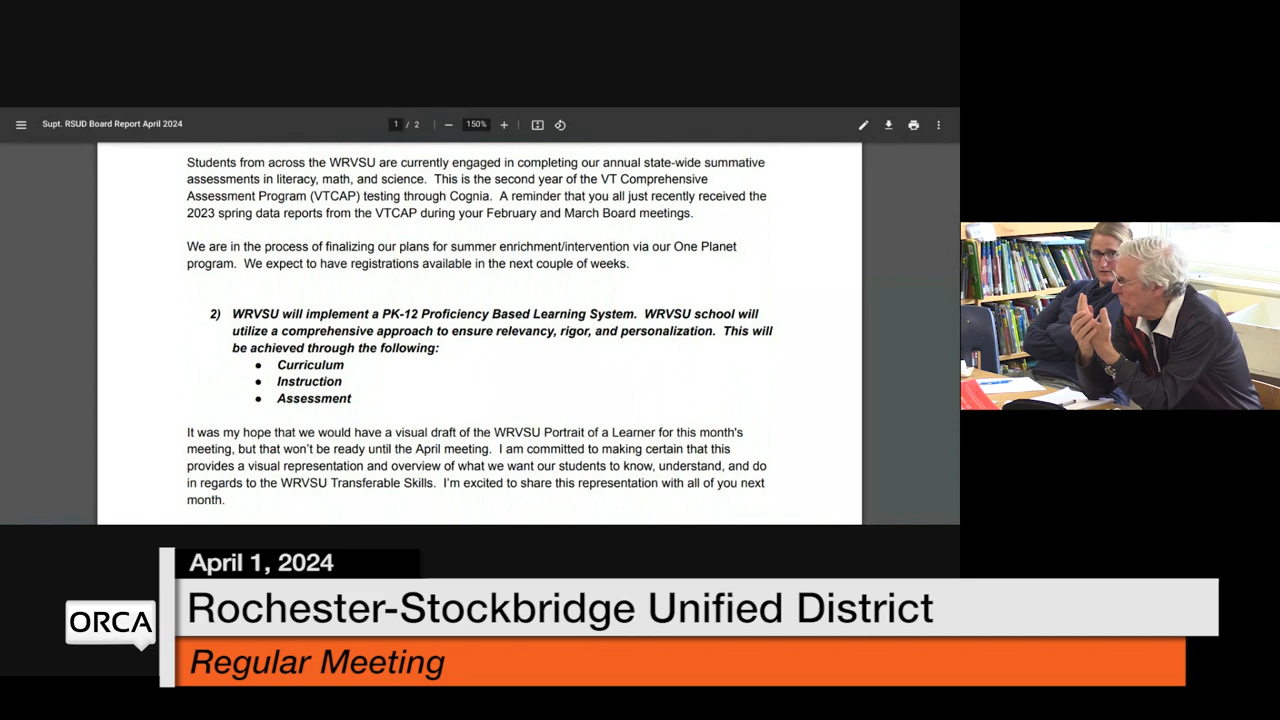 Supt. RSUD Board Report April 2024
1 / 2
150%
Students from across the WRVSU are currently engaged in completing our annual state-wide summative
assessments in literacy, math, and science. This is the second year of the VT Comprehensive
Assessment Program (VTCAP) testing through Cognia. A reminder that you all just recently received the
2023 spring data reports from the VTCAP during your February and March Board meetings.
We are in the process of finalizing our plans for summer enrichment/intervention via our One Planet
program. We expect to have registrations available in the next couple of weeks.
2) WRVSU will implement a PK-12 Proficiency Based Learning System. WRVSU school will
utilize a comprehensive approach to ensure relevancy, rigor, and personalization. This will
be achieved through the following:
● Curriculum
● Instruction
● Assessment
It was my hope that we would have a visual draft of the WRVSU Portrait of a Learner for this month's
meeting, but that won't be ready until the April meeting. I am committed to making certain that this
provides a visual representation and overview of what we want our students to know, understand, and do
in regards to the WRVSU Transferable Skills. I'm excited to share this representation with all of you next
month.
April 1, 2024
ORCA
Rochester-Stockbridge Unified District
Regular Meeting